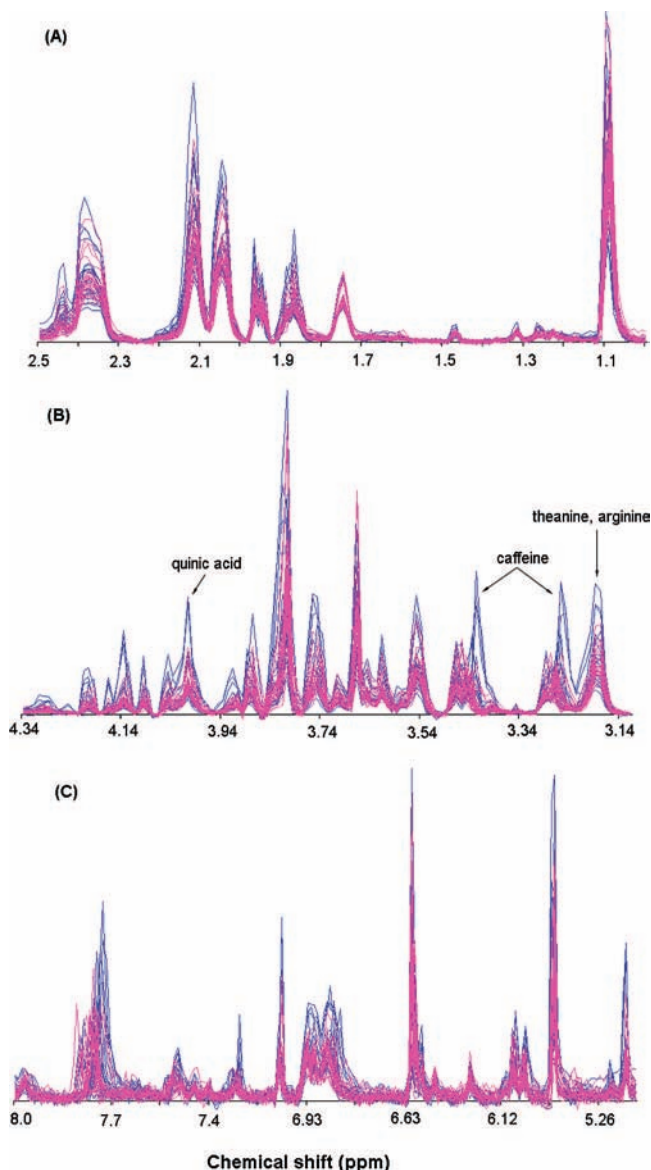 (A)
2.5 2.3 2.1 1.9 1.7 1.5 1.3 1.1
(B)
theanine, arginine
quinic acid
caffeine
4.34 4.14 3.94 3.74 3.54 3.34 3.14
(C)
8.0 7.7 7.4 6.93 6.63 6.12 5.26
Chemical shift (ppm)